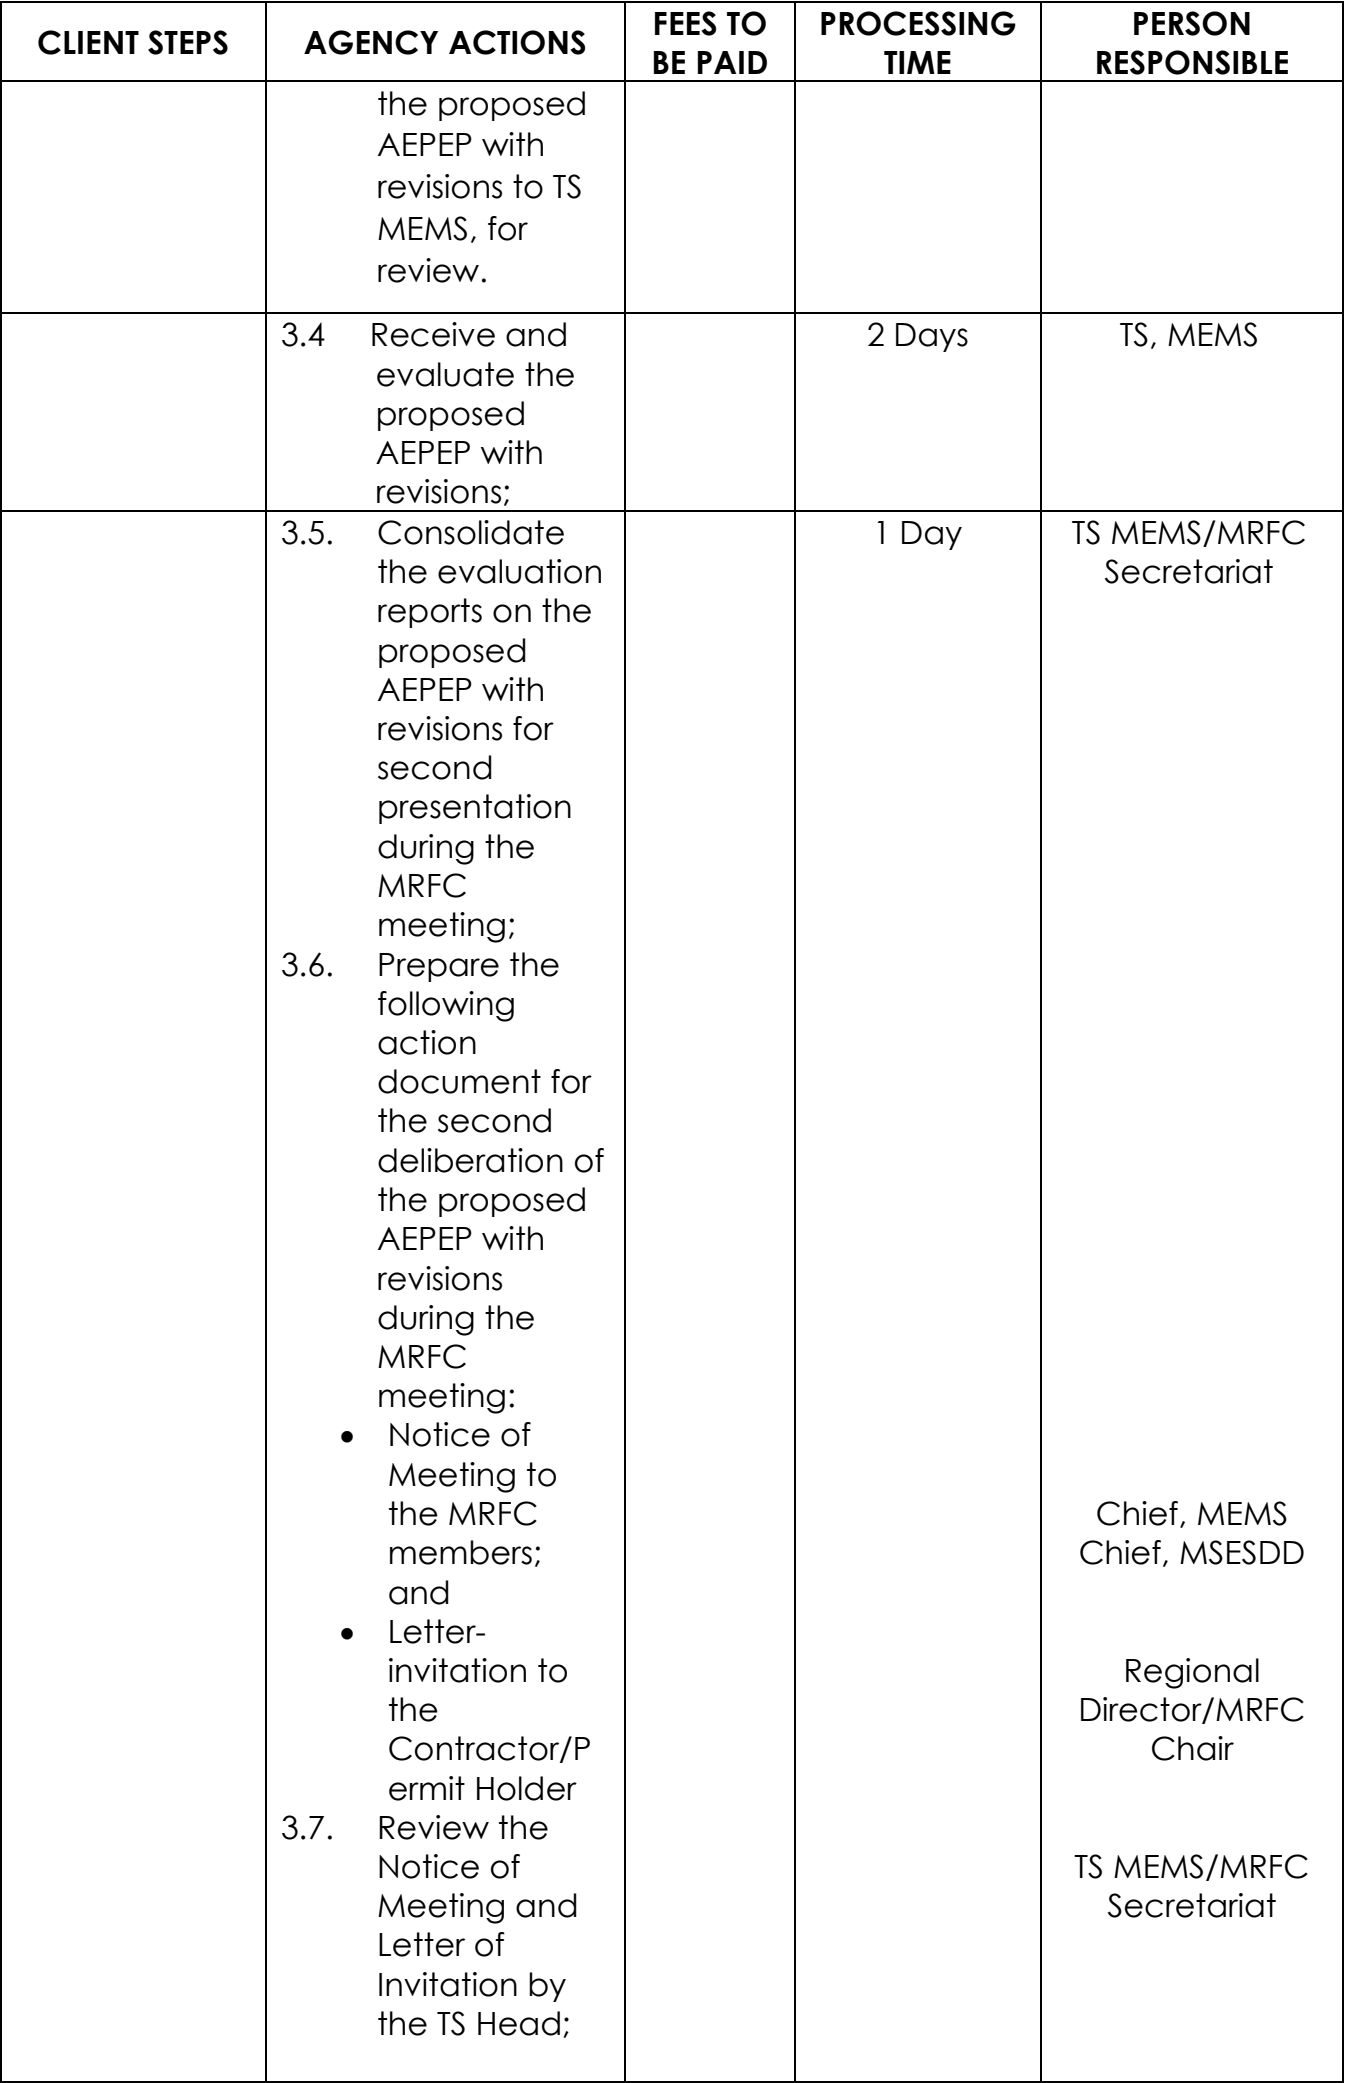 CLIENT STEPS
AGENCY ACTIONS
FEES TO
BE PAID
PROCESSING
TIME
PERSON
RESPONSIBLE
the proposed
AEPEP with
revisions to TS
MEMS, for
review.
3.4 Receive and
evaluate the
proposed
AEPEP with
revisions;
2 Days
TS, MEMS
3.5. Consolidate
the evaluation
reports on the
proposed
AEPEP with
revisions for
second
presentation
during the
MRFC
meeting;
3.6. Prepare the
following
action
document for
the second
deliberation of
the proposed
AEPEP with
revisions
during the
MRFC
meeting:
• Notice of
Meeting to
the MRFC
members;
and
• Letter-
invitation to
the
Contractor/P
ermit Holder
3.7. Review the
Notice of
Meeting and
Letter of
Invitation by
the TS Head;
1 Day
TS MEMS/MRFC
Secretariat
Chief, MEMS
Chief, MSESDD
Regional
Director/MRFC
Chair
TS MEMS/MRFC
Secretariat